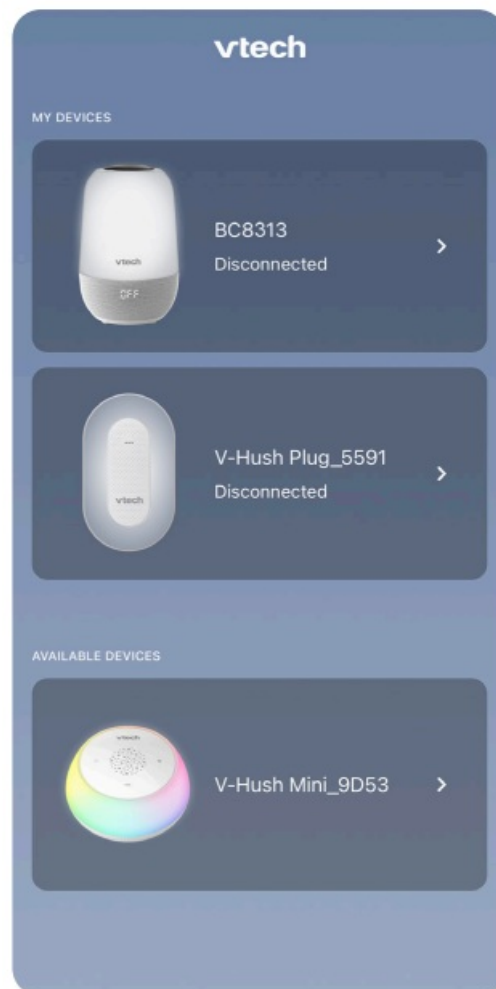 vtech
MY DEVICES
vtech
OFF
BC8313
Disconnected
vtech
V-Hush Plug_5591
Disconnected
AVAILABLE DEVICES
vtech
V-Hush Mini_9D53